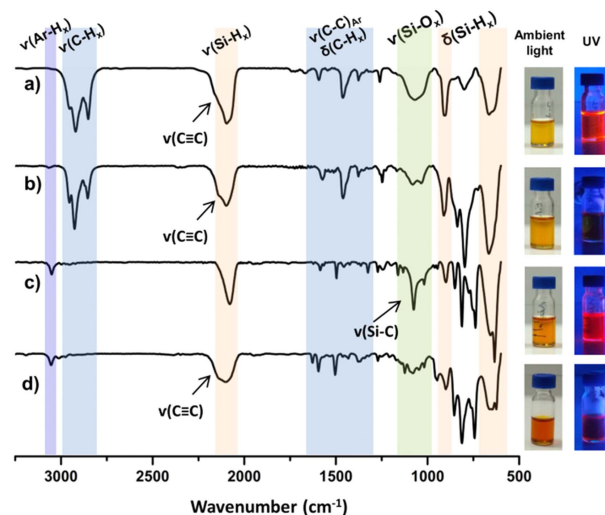 ν(Ar-Hx) ν(C-Hx) ν(Si-Hx) ν(C-C)Ar ν(Si-Ox) δ(Si-Hx) Ambient light UV
δ(C-Hx)
a)
ν(C≡C)
b)
ν(C≡C)
c)
ν(Si-C)
d)
ν(C≡C)
3000 2500 2000 1500 1000 500
Wavenumber (cm-1)